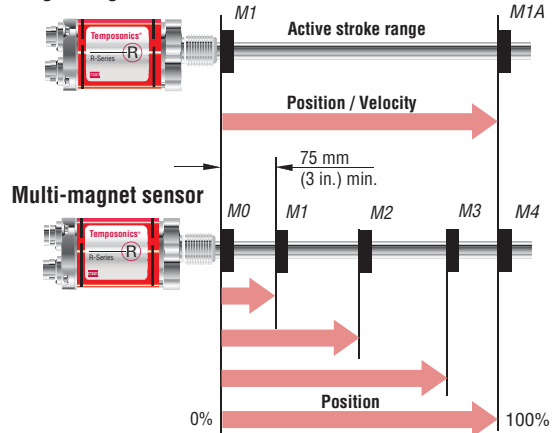 M1
Active stroke range
M1A
Temposonics®
R-Series
R
Position / Velocity
75 mm
(3 in.) min.
Multi-magnet sensor
M0
M1
M2
M3
M4
Temposonics®
R-Series
R
Position
0%
100%